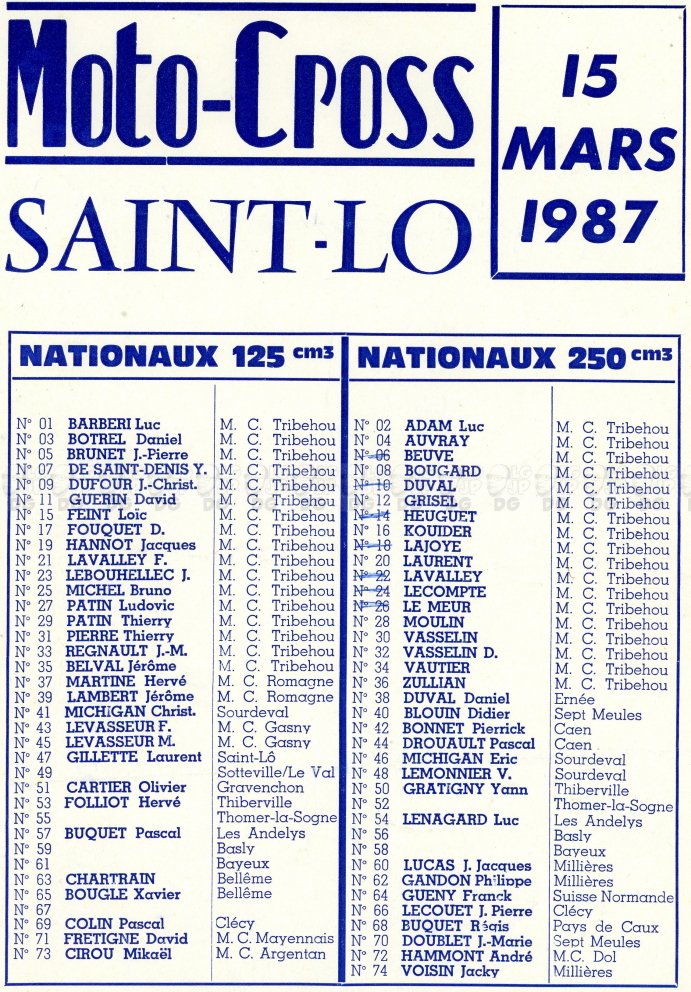 Moto-Cross
SAINT-LO
15
MARS
1987
NATIONAUX 125 cm3
N° 01 BARBERI Luc M. C. Tribehou
N° 03 BOTREL Daniel M. C. Tribehou
N° 05 BRUNET J.-Pierre M. C. Tribehou
N° 07 DE SAINT-DENIS Y. M. C. Tribehou
N° 09 DUFOUR J.-Christ. M. C. Tribehou
N° 11 GUERIN David M. C. Tribehou
N° 15 FEINT Loïc M. C. Tribehou
N° 17 FOUQUET D. M. C. Tribehou
N° 19 HANNOT Jacques M. C. Tribehou
N° 21 LAVALLEY F. M. C. Tribehou
N° 23 LEBOUHELLEC J. M. C. Tribehou
N° 25 MICHEL Bruno M. C. Tribehou
N° 27 PATIN Ludovic M. C. Tribehou
N° 29 PATIN Thierry M. C. Tribehou
N° 31 PIERRE Thierry M. C. Tribehou
N° 33 REGNAULT J.-M. M. C. Tribehou
N° 35 BELVAL Jérôme M. C. Tribehou
N° 37 MARTINE Hervé M. C. Romagne
N° 39 LAMBERT Jérôme M. C. Romagne
N° 41 MICHIGAN Christ. Sourdeval
N° 43 LEVASSEUR F. M. C. Gasny
N° 45 LEVASSEUR M. M. C. Gasny
N° 47 GILLETTE Laurent Saint-Lô
N° 49 Sotteville/Le Val
N° 51 CARTIER Olivier Gravenchon
N° 53 FOLLIOT Hervé Thiberville
N° 55 Thomer-la-Sogne
N° 57 BUQUET Pascal Les Andelys
N° 59 Basly
N° 61 Bayeux
N° 63 CHARTRAIN Bellême
N° 65 BOUGLE Xavier Bellême
N° 67
N° 69 COLIN Pascal Clécy
N° 71 FRETIGNE David M. C. Mayennais
N° 73 CIROU Mikaël M. C. Argentan
NATIONAUX 250 cm3
N° 02 ADAM Luc M. C. Tribehou
N° 04 AUVRAY M. C. Tribehou
N° 06 BEUVE M. C. Tribehou
N° 08 BOUGARD M. C. Tribehou
N° 10 DUVAL M. C. Tribehou
N° 12 GRISEL M. C. Tribehou
N° 14 HEUGUET M. C. Tribehou
N° 16 KOUIDER M. C. Tribehou
N° 18 LAJOYE M. C. Tribehou
N° 20 LAURENT M. C. Tribehou
N° 22 LAVALLEY M. C. Tribehou
N° 24 LECOMPTE M. C. Tribehou
N° 26 LE MEUR M. C. Tribehou
N° 28 MOULIN M. C. Tribehou
N° 30 VASSELIN M. C. Tribehou
N° 32 VASSELIN D. M. C. Tribehou
N° 34 VAUTIER M. C. Tribehou
N° 36 ZULLIAN M. C. Tribehou
N° 38 DUVAL Daniel Ernée
N° 40 BLOUIN Didier Sept Meules
N° 42 BONNET Pierrick Caen
N° 44 DROUAULT Pascal Caen
N° 46 MICHIGAN Eric Sourdeval
N° 48 LEMONNIER V. Sourdeval
N° 50 GRATIGNY Yann Thiberville
N° 52 Thomer-la-Sogne
N° 54 LENAGARD Luc Les Andelys
N° 56 Basly
N° 58 Bayeux
N° 60 LUCAS J. Jacques Millières
N° 62 GANDON Philippe Millières
N° 64 GUENY Franck Suisse Normande
N° 66 LECOUET J. Pierre Clécy
N° 68 BUQUET Pays de Caux
N° 70 DOUBLET J.-Marie Sept Meules
N° 72 HAMMONT André M.C. Dol
N° 74 VOISIN Jacky Millières